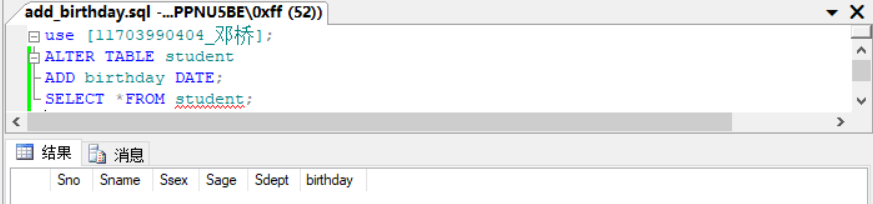 add_birthday.sql -...PPNU5BE\0xff (52))
use [11703990404_邓桥];
ALTER TABLE student
ADD birthday DATE;
SELECT *FROM student;
结果 消息
Sno Sname Ssex Sage Sdept birthday